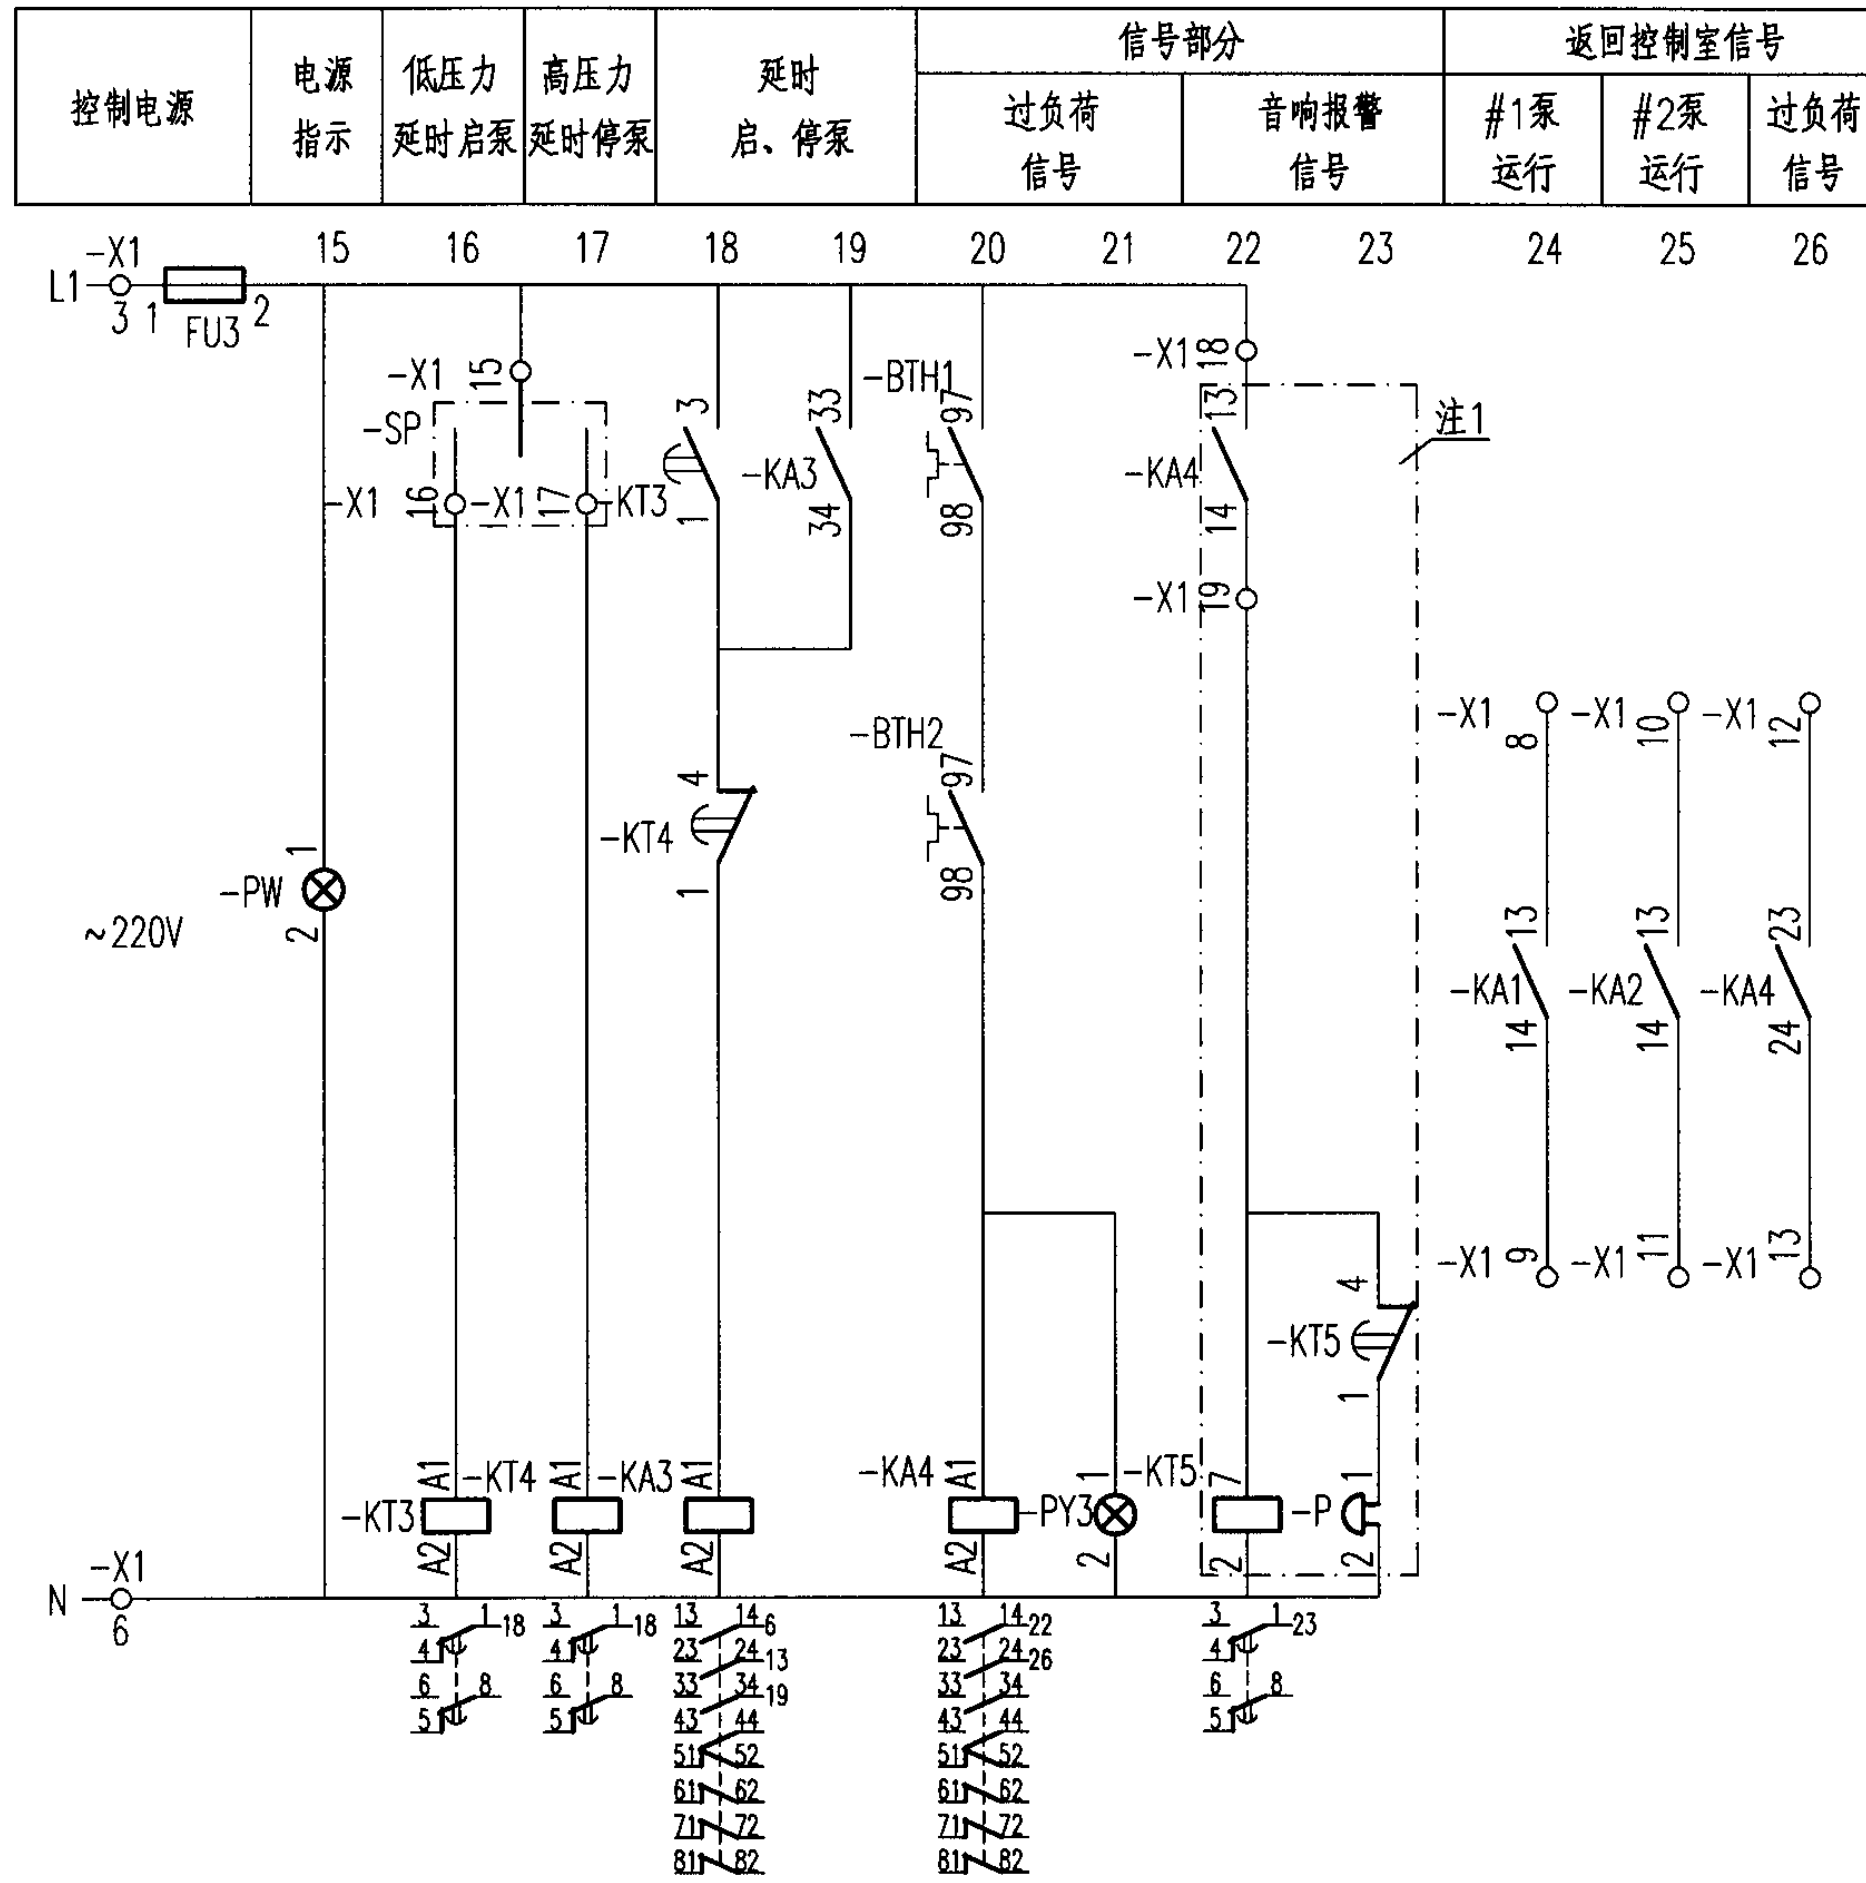 控制电源
电源
指示
低压力
延时启泵
高压力
延时停泵
延时
启、停泵
信号部分
过负荷
信号
音响报警
信号
返回控制室信号
#1泵
运行
#2泵
运行
过负荷
信号
15 16 17 18 19 20 21 22 23 24 25 26
L1
-X1
3
1
FU3
2
-X1
15
-SP
-X1
16
-X1
17
-KT3
3
1
-KA3
33
34
-BTH1
97
98
-X1
18
-KA4
13
14
-X1
19
注1
-KT4
4
1
-BTH2
97
98
-PW
1
2
~220V
-X1
8
-X1
10
-X1
12
-KA1
13
14
-KA2
13
14
-KA4
23
24
-X1
9
-X1
11
-X1
13
-KT5
4
1
-KT3
A1
A2
-KT4
A1
A2
-KA3
A1
A2
-KA4
A1
A2
-PY3
1
2
-KT5
7
2
-P
1
2
N
-X1
6
3 1 18
4
6 8
5
3 1 18
4
6 8
5
13 14 6
23 24 13
33 34 19
43 44
51 52
61 62
71 72
81 82
13 14 22
23 24 26
33 34
43 44
51 52
61 62
71 72
81 82
3 1 23
4
6 8
5